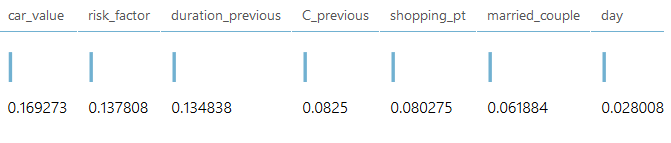 car_value risk_factor duration_previous C_previous shopping_pt married_couple day
0.169273 0.137808 0.134838 0.0825 0.080275 0.061884 0.028008